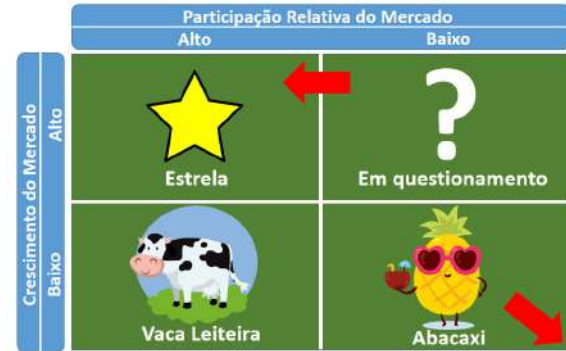 Participação Relativa do Mercado
Alto
Baixo
Crescimento do Mercado
Alto
Baixo
?
Estrela
Em questionamento
Vaca Leiteira
Abacaxi